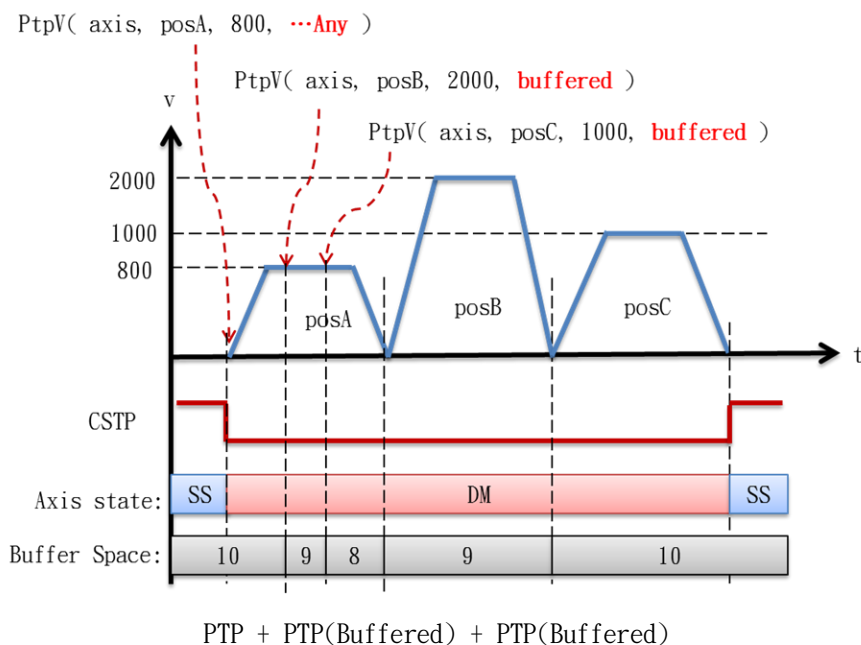 PtpV( axis, posA, 800, ⋯Any )
PtpV( axis, posB, 2000, buffered )
PtpV( axis, posC, 1000, buffered )
v
2000
1000
800
posA
posB
posC
t
CSTP
Axis state:
SS
DM
SS
Buffer Space:
10
9
8
9
10
PTP + PTP(Buffered) + PTP(Buffered)